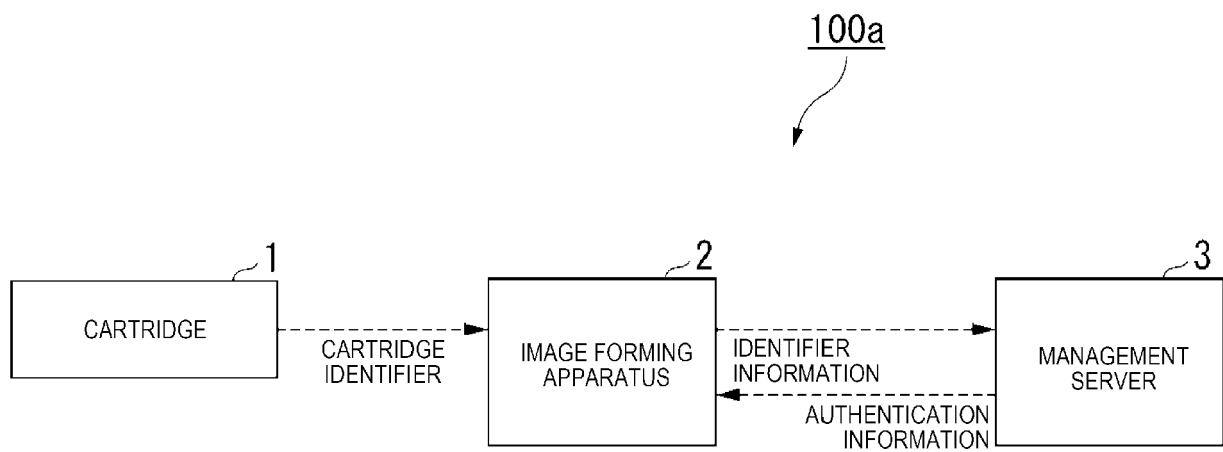 100a
1
CARTRIDGE
CARTRIDGE
IDENTIFIER
2
IMAGE FORMING
APPARATUS
IDENTIFIER
INFORMATION
AUTHENTICATION
INFORMATION
3
MANAGEMENT
SERVER